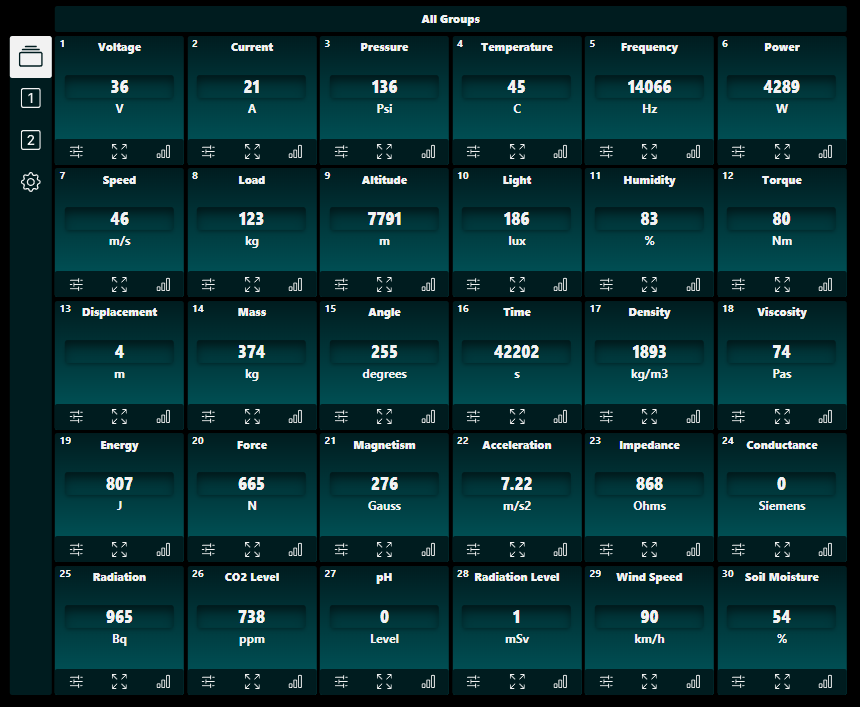 All Groups
1 Voltage
36
V
2 Current
21
A
3 Pressure
136
Psi
4 Temperature
45
C
5 Frequency
14066
Hz
6 Power
4289
W
1
2
7 Speed
46
m/s
8 Load
123
kg
9 Altitude
7791
m
10 Light
186
lux
11 Humidity
83
%
12 Torque
80
Nm
13 Displacement
4
m
14 Mass
374
kg
15 Angle
255
degrees
16 Time
42202
s
17 Density
1893
kg/m3
18 Viscosity
74
Pas
19 Energy
807
J
20 Force
665
N
21 Magnetism
276
Gauss
22 Acceleration
7.22
m/s2
23 Impedance
868
Ohms
24 Conductance
0
Siemens
25 Radiation
965
Bq
26 CO2 Level
738
ppm
27 pH
0
Level
28 Radiation Level
1
mSv
29 Wind Speed
90
km/h
30 Soil Moisture
54
%